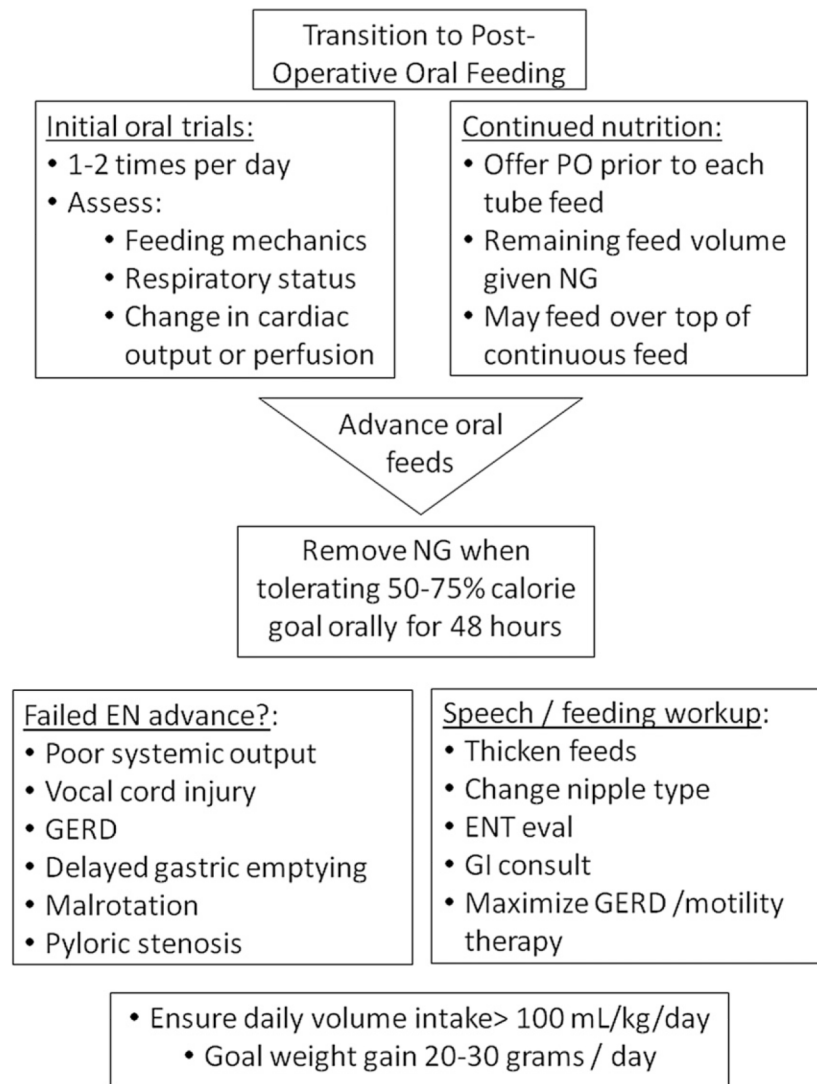 Transition to Post-
Operative Oral Feeding
Initial oral trials:
• 1-2 times per day
• Assess:
• Feeding mechanics
• Respiratory status
• Change in cardiac
output or perfusion
Continued nutrition:
• Offer PO prior to each
tube feed
• Remaining feed volume
given NG
• May feed over top of
continuous feed
Advance oral
feeds
Remove NG when
tolerating 50-75% calorie
goal orally for 48 hours
Failed EN advance?:
• Poor systemic output
• Vocal cord injury
• GERD
• Delayed gastric emptying
• Malrotation
• Pyloric stenosis
Speech / feeding workup:
• Thicken feeds
• Change nipple type
• ENT eval
• GI consult
• Maximize GERD /motility
therapy
• Ensure daily volume intake> 100 mL/kg/day
• Goal weight gain 20-30 grams / day